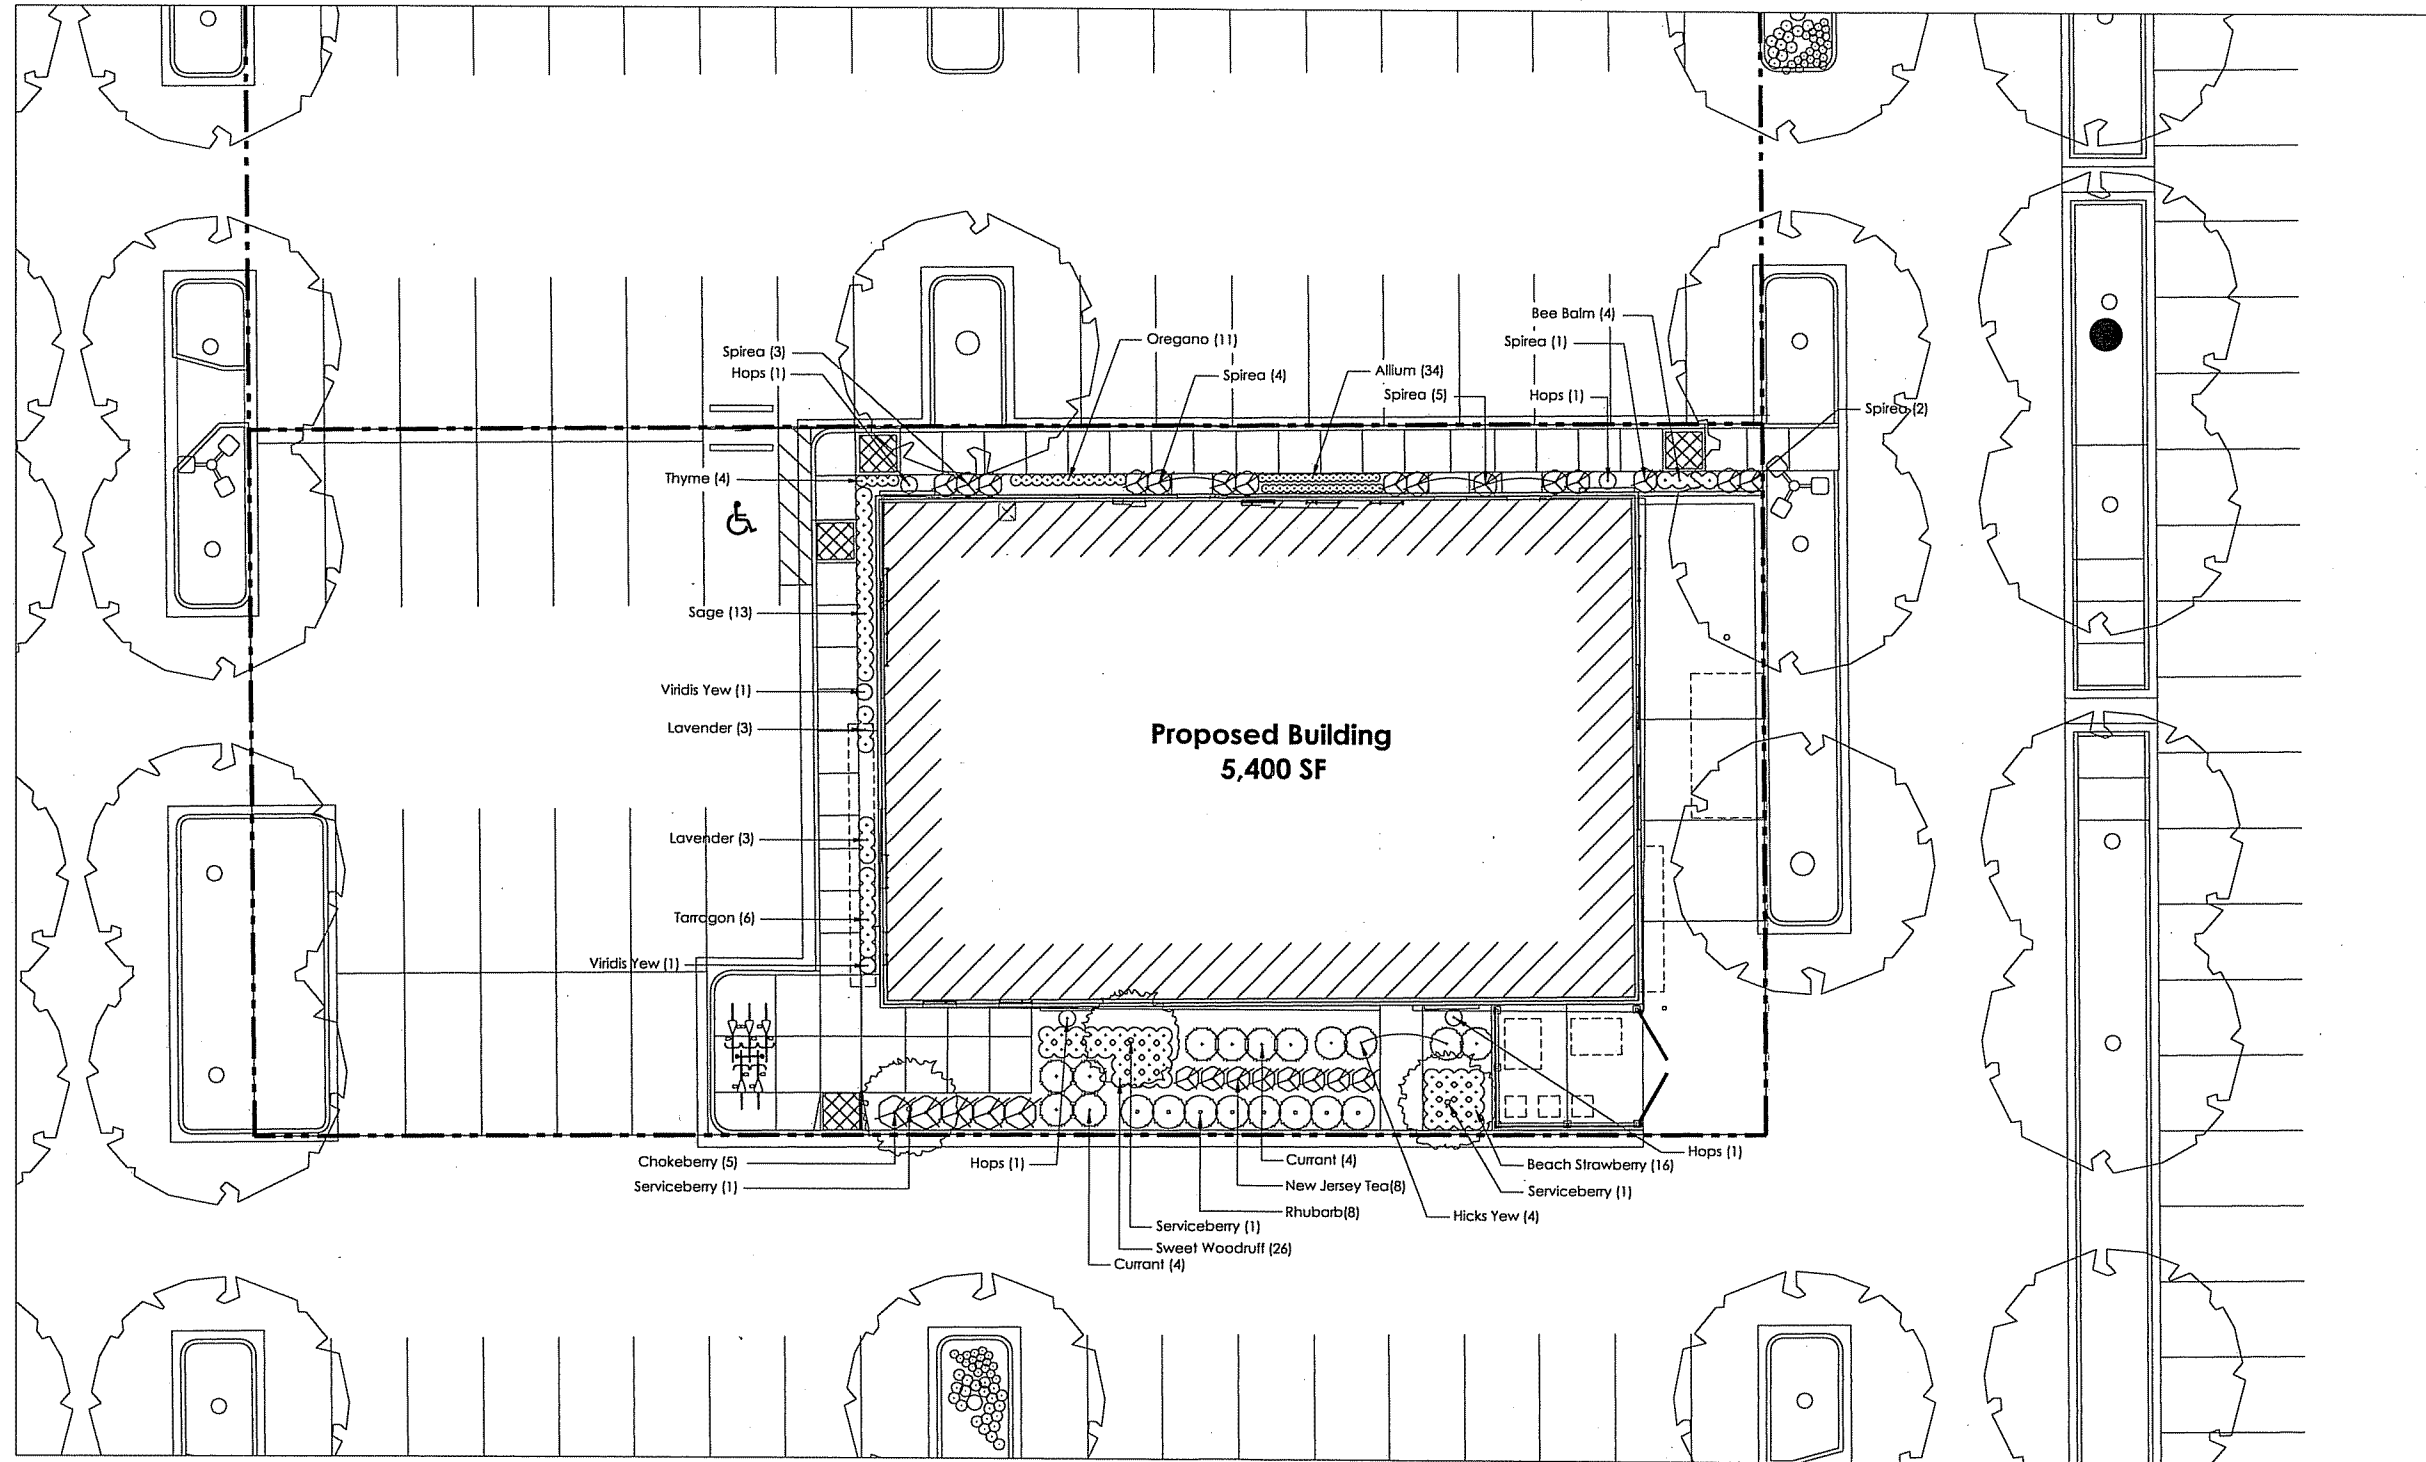 Bee Balm (4)
Spirea (3)
Oregano (11)
Spirea (1)
Hops (1)
Spirea (4)
Allium (34)
Spirea (5)
Hops (1)
Spirea (2)
Thyme (4)
Sage (13)
Viridis Yew (1)
Lavender (3)
Proposed Building
5,400 SF
Lavender (3)
Tarragon (6)
Viridis Yew (1)
Chokeberry (5)
Hops (1)
Currant (4)
Beach Strawberry (16)
Hops (1)
Serviceberry (1)
New Jersey Tea(8)
Serviceberry (1)
Rhubarb(8)
Hicks Yew (4)
Serviceberry (1)
Sweet Woodruff (26)
Currant (4)